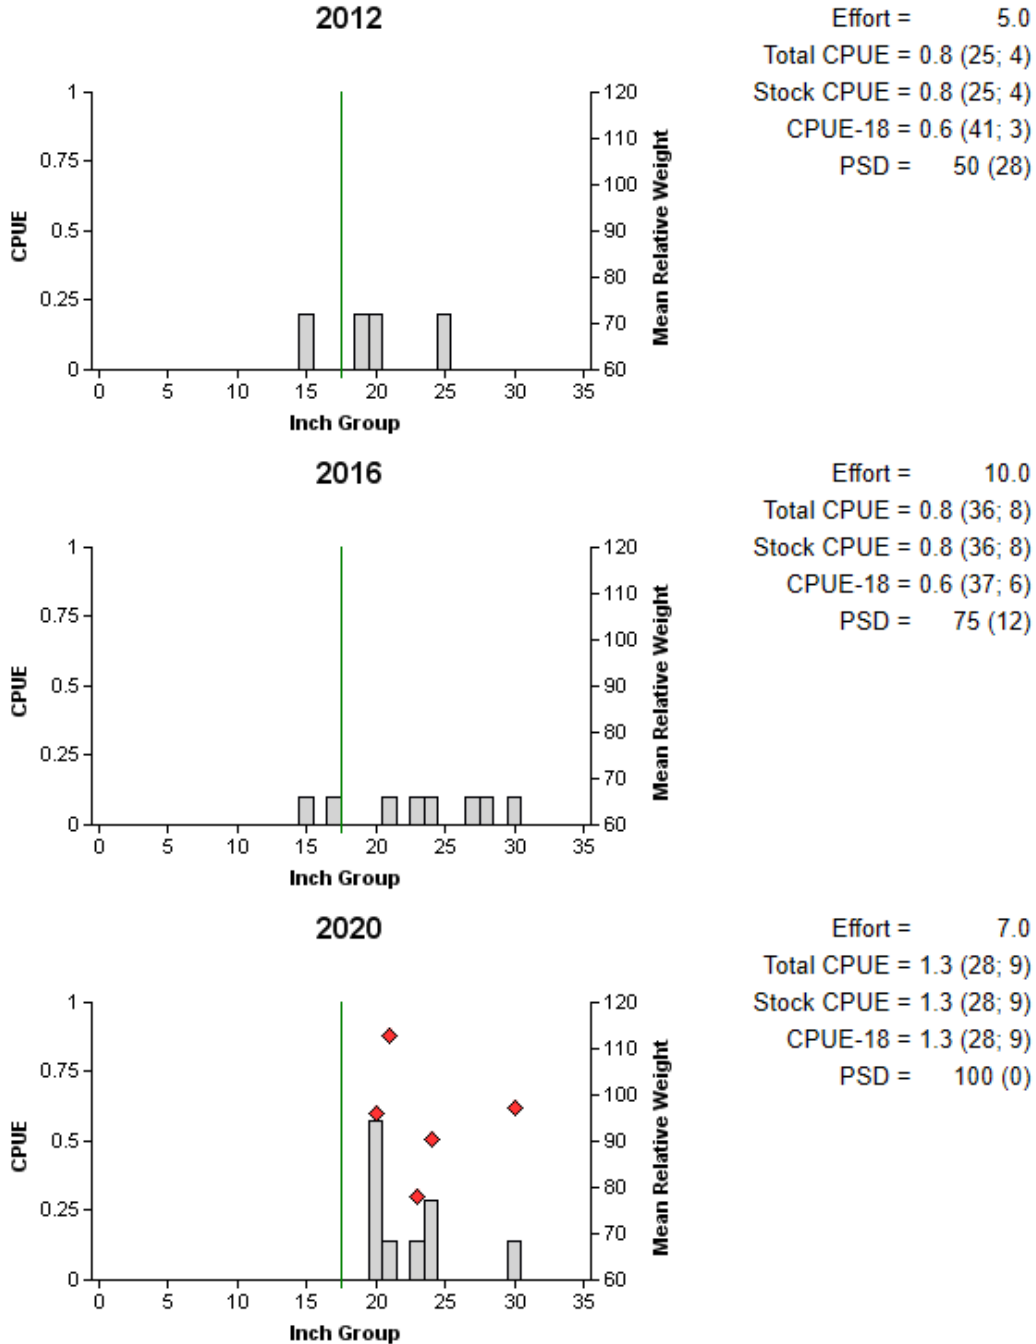 2012
Effort = 5.0
Total CPUE = 0.8 (25; 4)
Stock CPUE = 0.8 (25; 4)
CPUE-18 = 0.6 (41; 3)
PSD = 50 (28)
1
0.75
0.5
0.25
0
CPUE
120
110
100
90
80
70
60
Mean Relative Weight
0 5 10 15 20 25 30 35
Inch Group
2016
Effort = 10.0
Total CPUE = 0.8 (36; 8)
Stock CPUE = 0.8 (36; 8)
CPUE-18 = 0.6 (37; 6)
PSD = 75 (12)
1
0.75
0.5
0.25
0
CPUE
120
110
100
90
80
70
60
Mean Relative Weight
0 5 10 15 20 25 30 35
Inch Group
2020
Effort = 7.0
Total CPUE = 1.3 (28; 9)
Stock CPUE = 1.3 (28; 9)
CPUE-18 = 1.3 (28; 9)
PSD = 100 (0)
1
0.75
0.5
0.25
0
CPUE
120
110
100
90
80
70
60
Mean Relative Weight
0 5 10 15 20 25 30 35
Inch Group